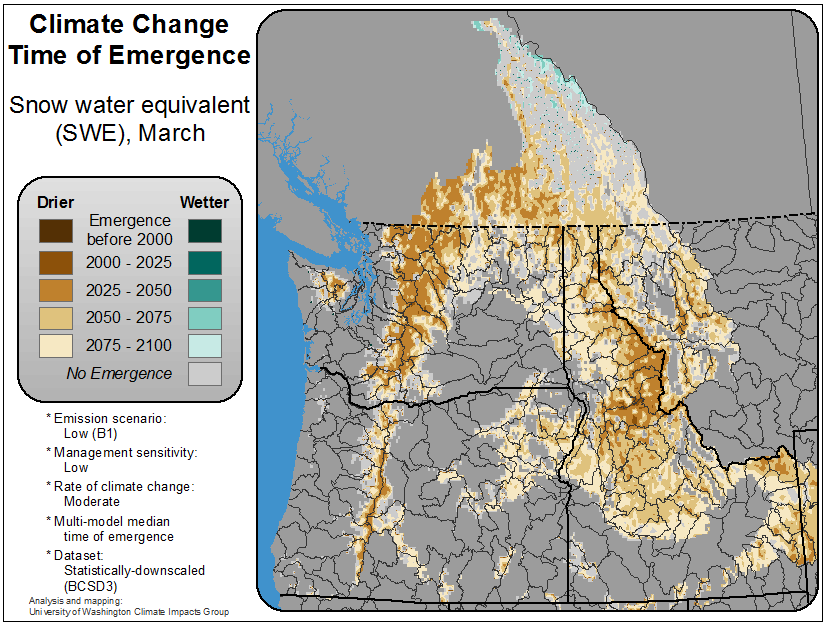 Climate Change
Time of Emergence
Snow water equivalent
(SWE), March
Drier
Wetter
Emergence
before 2000
2000 - 2025
2025 - 2050
2050 - 2075
2075 - 2100
No Emergence
* Emission scenario:
Low (B1)
* Management sensitivity:
Low
* Rate of climate change:
Moderate
* Multi-model median
time of emergence
* Dataset:
Statistically-downscaled
(BCSD3)
Analysis and mapping:
University of Washington Climate Impacts Group